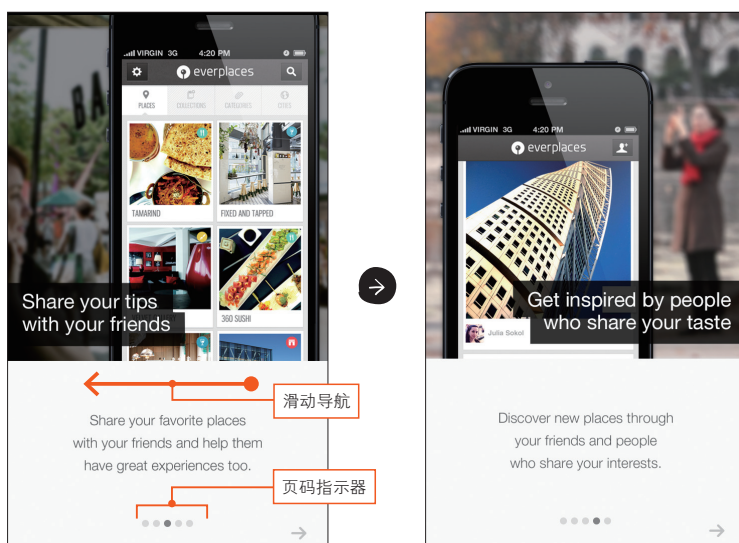 VIRGIN 3G 4:20 PM
everplaces
PLACES COLLECTIONS CATEGORIES CITIES
TAMARIND
FIXED AND TAPPED
360 SUSHI
BA
Share your tips
with your friends
滑动导航
Share your favorite places
with your friends and help them
have great experiences too.
页码指示器
VIRGIN 3G 4:20 PM
everplaces
Get inspired by people
who share your taste
Julia Sokol
Discover new places through
your friends and people
who share your interests.